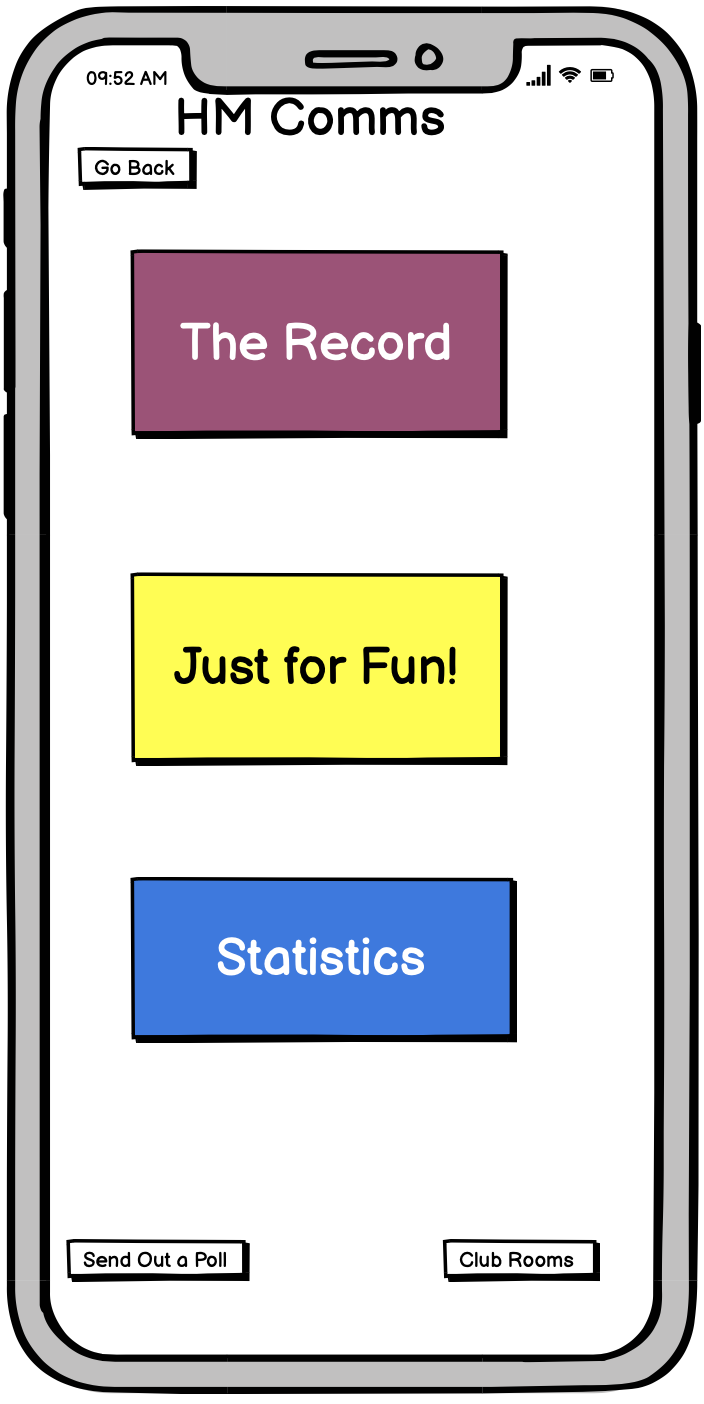 09:52 AM
HM Comms
Go Back
The Record
Just for Fun!
Statistics
Send Out a Poll
Club Rooms